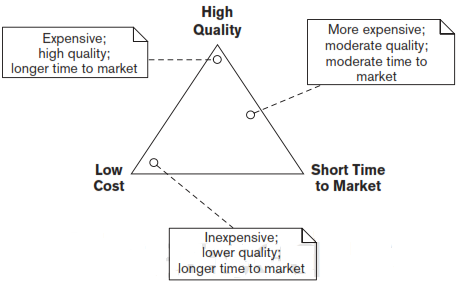 High
Quality
Expensive;
high quality;
longer time to market
More expensive;
moderate quality;
moderate time to
market
Low
Cost
Short Time
to Market
Inexpensive;
lower quality;
longer time to market